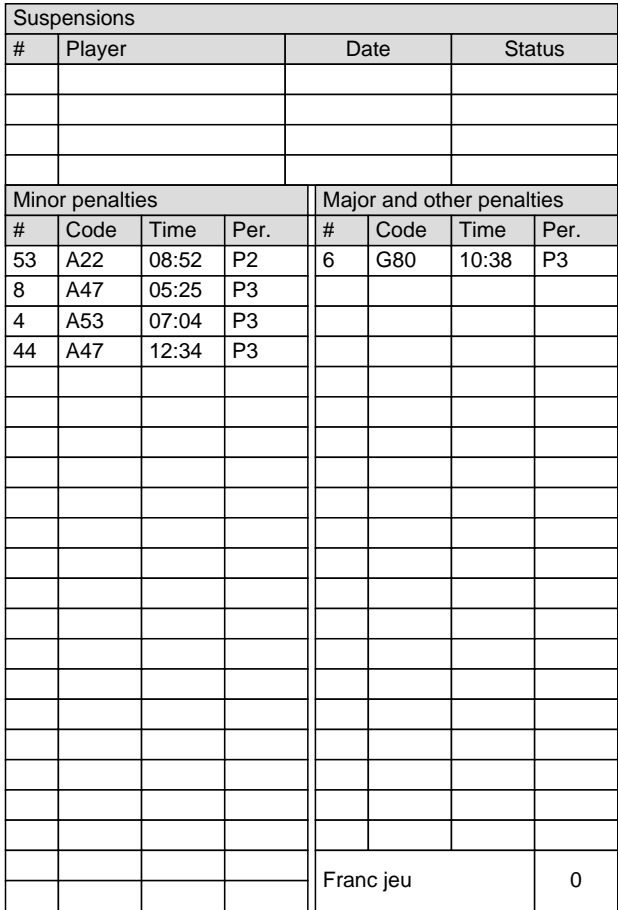 Suspensions
# Player Date Status
Minor penalties Major and other penalties
# Code Time Per. # Code Time Per.
53 A22 08:52 P2 6 G80 10:38 P3
8 A47 05:25 P3
4 A53 07:04 P3
44 A47 12:34 P3
Franc jeu 0